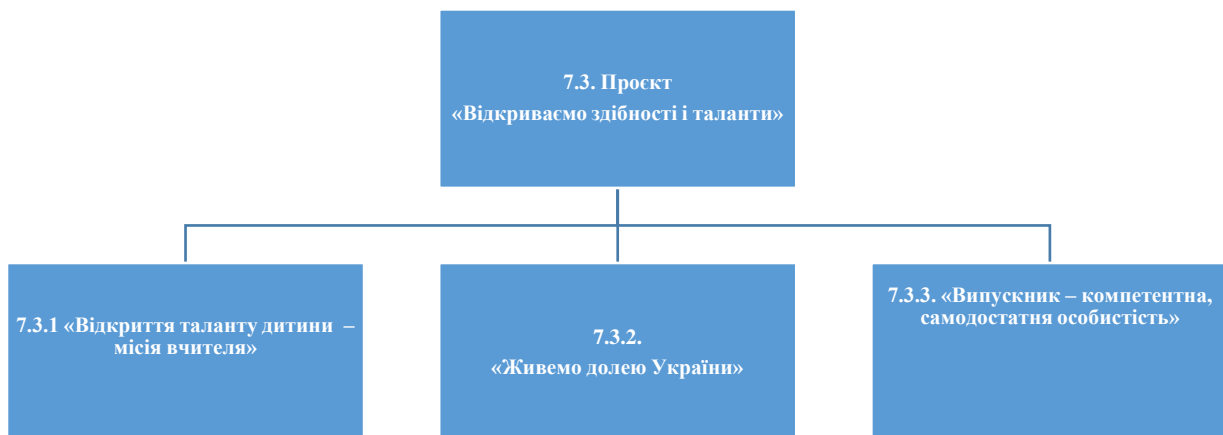 7.3. Проєкт
«Відкриваємо здібності і таланти»
7.3.1 «Відкриття таланту дитини –
місія вчителя»
7.3.2.
«Живемо долею України»
7.3.3. «Випускник – компетентна,
самодостатня особистість»